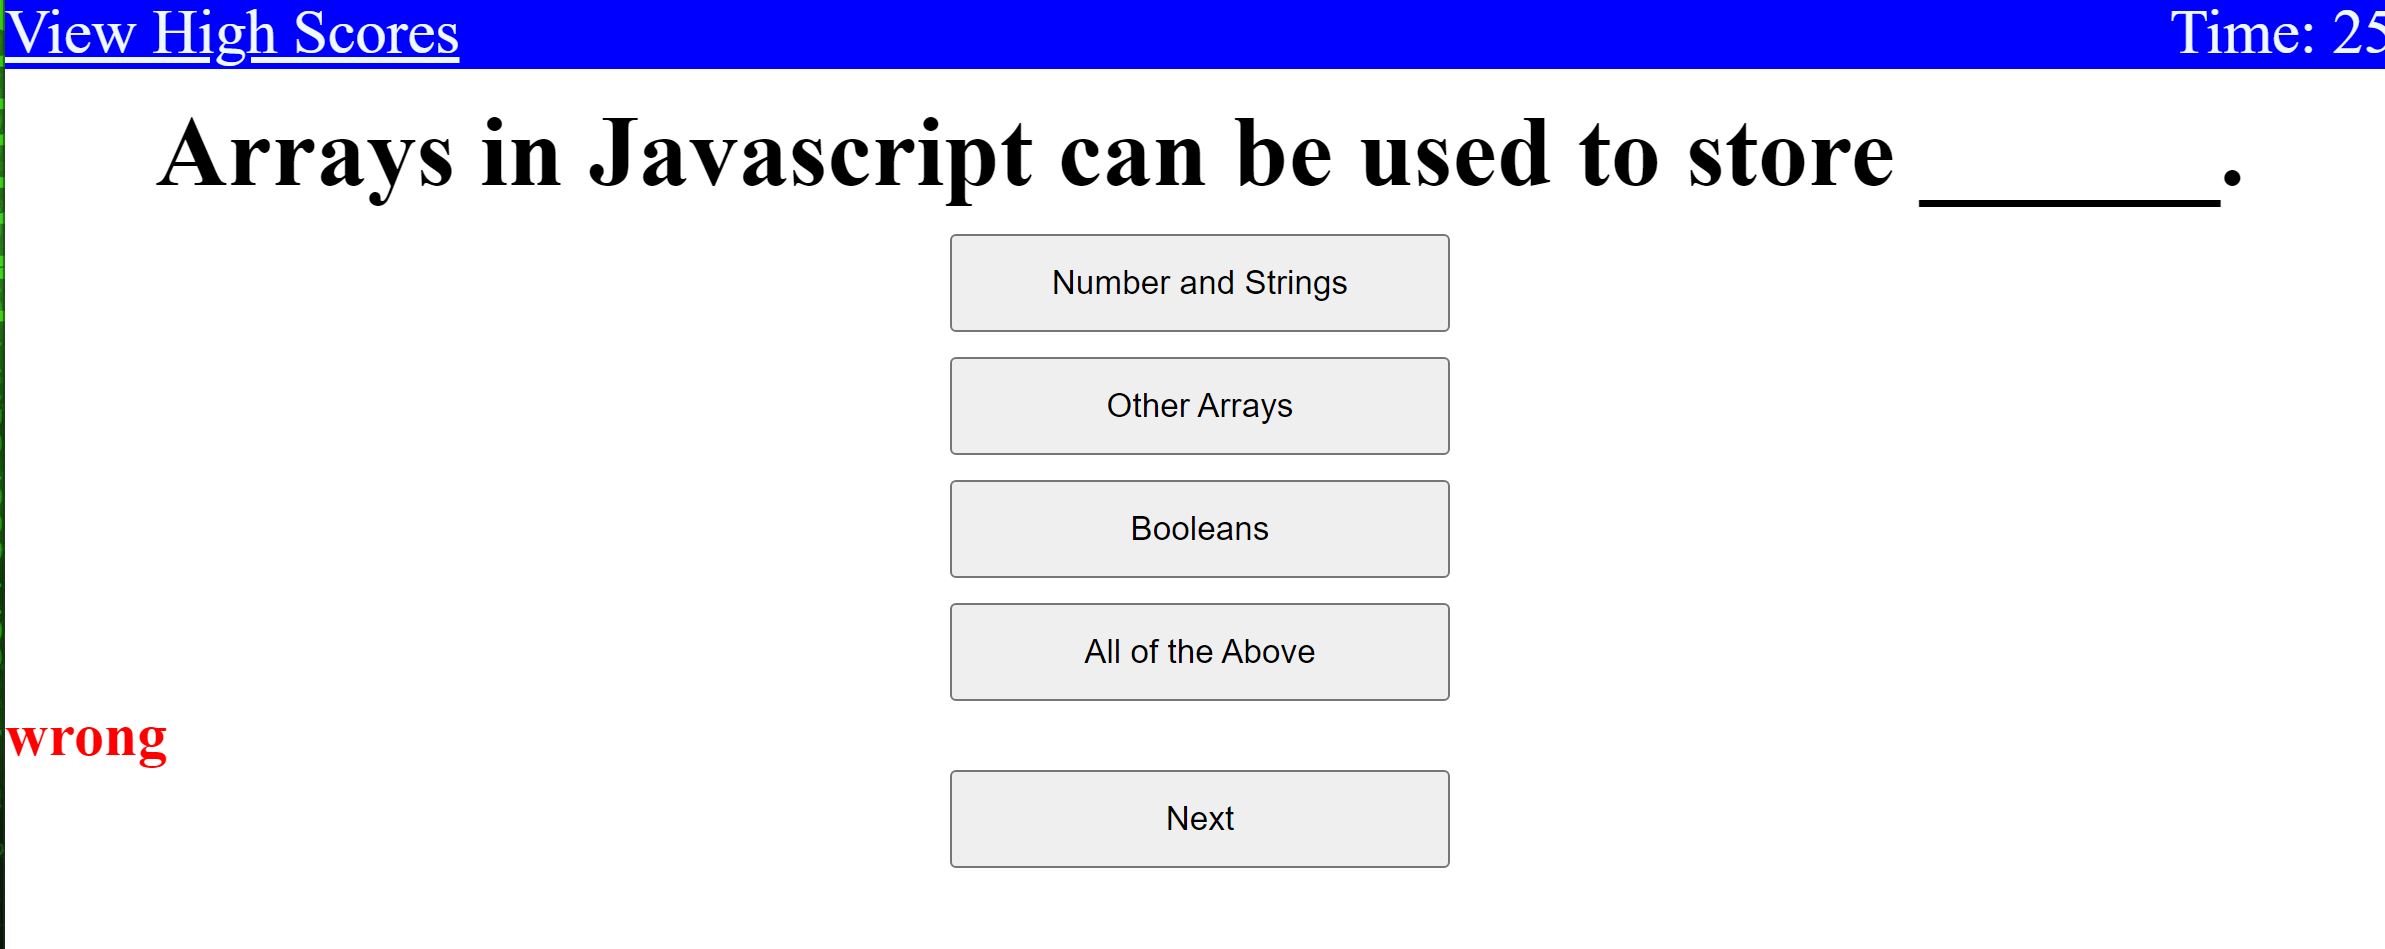 View High Scores
Time: 25
Arrays in Javascript can be used to store ______.
Number and Strings
Other Arrays
Booleans
All of the Above
wrong
Next